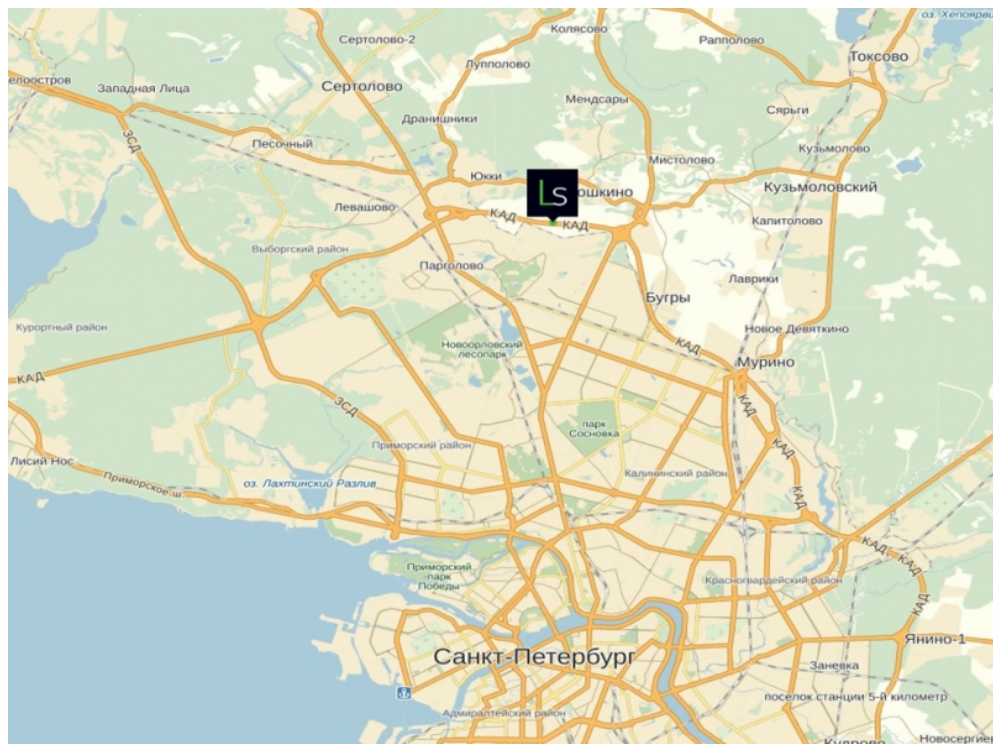 оз. Хепоярви
Колясово
Сертолово-2
Рапполово
Токсово
Лупполово
елоостров
Западная Лица
Сертолово
Мендсары
Сярьги
Дранишники
ЗСД
Песочный
Кузьмолово
Мистолово
Юкки
LS
ошкино
Кузьмоловский
Левашово
КАД
КАД
Капитолово
Выборгский район
Парголово
Лаврики
Бугры
Курортный район
Новое Девяткино
Новоорловский
лесопарк
КАД
Мурино
КАД
ЗСД
КАД
парк
Сосновка
Приморский район
КАД
Лисий Нос
Калининский район
Приморское ш.
оз. Лахтинский Разлив
КАД
КАД
КАД
Приморский
парк
Победы
Красногвардейский район
КАД
Янино-1
Санкт-Петербург
Заневка
поселок станции 5-й километр
Адмиралтейский район
Кудрово
Новосергиев